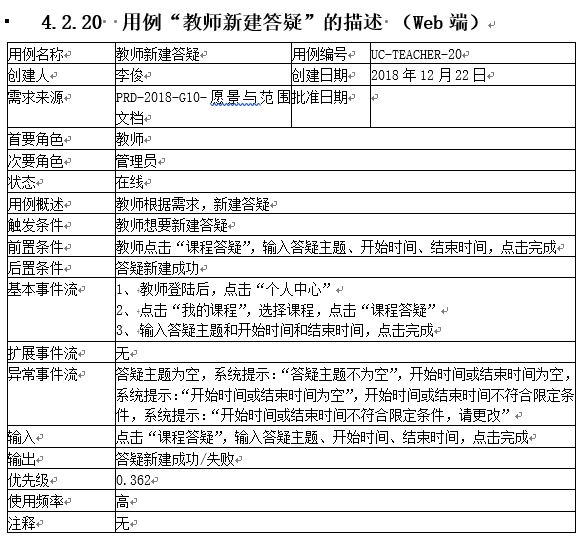 4.2.20 用例“教师新建答疑”的描述 （Web 端）
用例名称 教师新建答疑 用例编号 UC-TEACHER-20
创建人 李俊 创建日期 2018 年 12 月 22 日
需求来源 PRD-2018-G10-愿景与范围 批准日期
文档
首要角色 教师
次要角色 管理员
状态 在线
用例概述 教师根据需求，新建答疑
触发条件 教师想要新建答疑
前置条件 教师点击“课程答疑”，输入答疑主题、开始时间、结束时间，点击完成
后置条件 答疑新建成功
基本事件流 1、 教师登陆后，点击“个人中心”
2、 点击“我的课程”，选择课程，点击“课程答疑”
3、 输入答疑主题和开始时间和结束时间，点击完成
扩展事件流 无
异常事件流 答疑主题为空，系统提示：“答疑主题不为空”，开始时间或结束时间为空，
系统提示：“开始时间或结束时间为空”，开始时间或结束时间不符合限定条
件，系统提示：“开始时间或结束时间不符合限定条件，请更改”
输入 点击“课程答疑”，输入答疑主题、开始时间、结束时间，点击完成
输出 答疑新建成功/失败
优先级 0.362
使用频率 高
注释 无